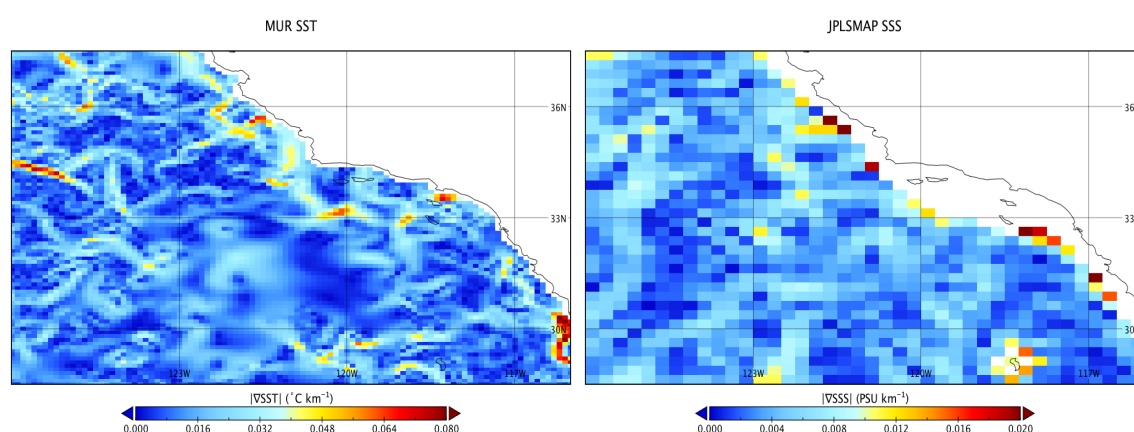 MUR SST
JPLSMAP SSS
36N
33N
30N
123W
120W
117W
36N
33N
30
123W
120W
117W
|∇SST| (°C km⁻¹)
0.000 0.016 0.032 0.048 0.064 0.080
|∇SSS| (PSU km⁻¹)
0.000 0.004 0.008 0.012 0.016 0.020